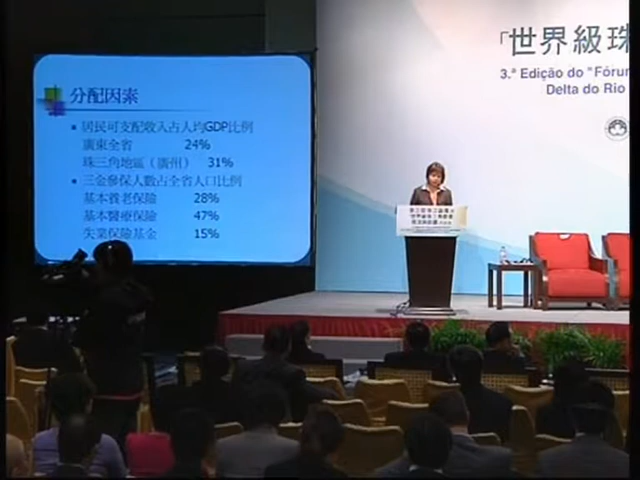 分配因素
居民可支配收入占人均GDP比例
廣東全省 24%
珠三角地區（廣州） 31%
三金參保人數占全省人口比例
基本養老保險 28%
基本醫療保險 47%
失業保險基金 15%
「世界級珠
3.ª Edição do "Fórum
Delta do Rio